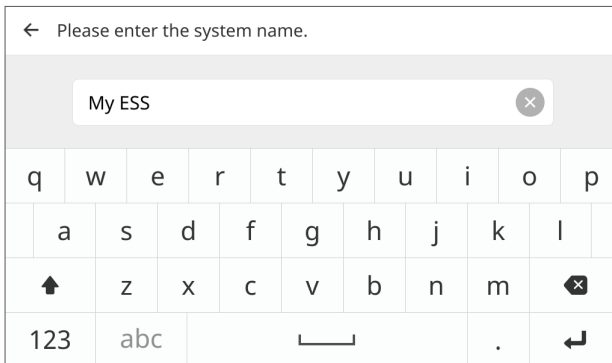 Please enter the system name.
My ESS
q w e r t y u i o p
a s d f g h j k l
z x c v b n m
123 abc .